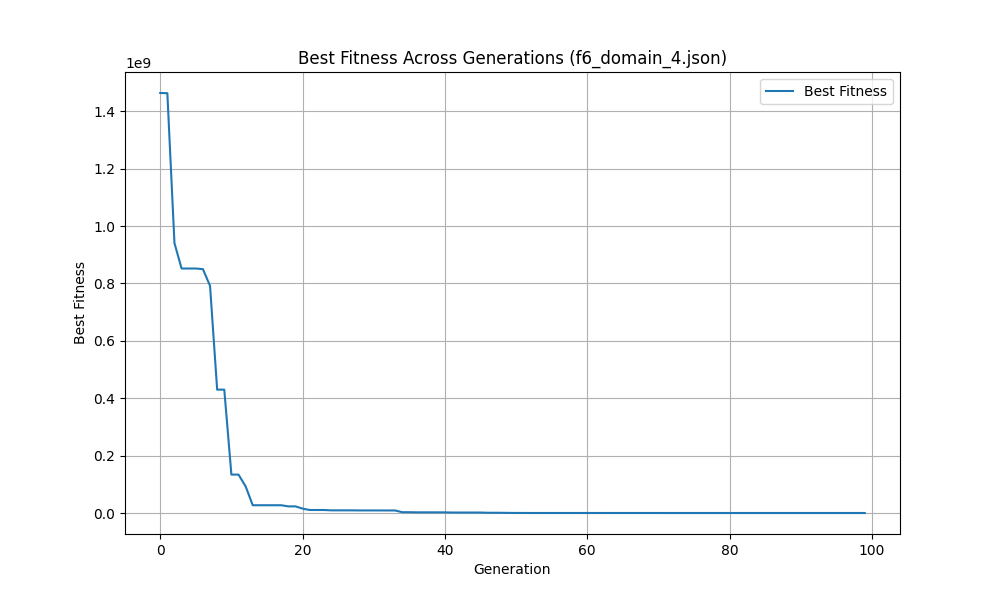 Best Fitness Across Generations (f6_domain_4.json)
1e9
Best Fitness
1.4
1.2
1.0
0.8
0.6
0.4
0.2
0.0
Best Fitness
0 20 40 60 80 100
Generation